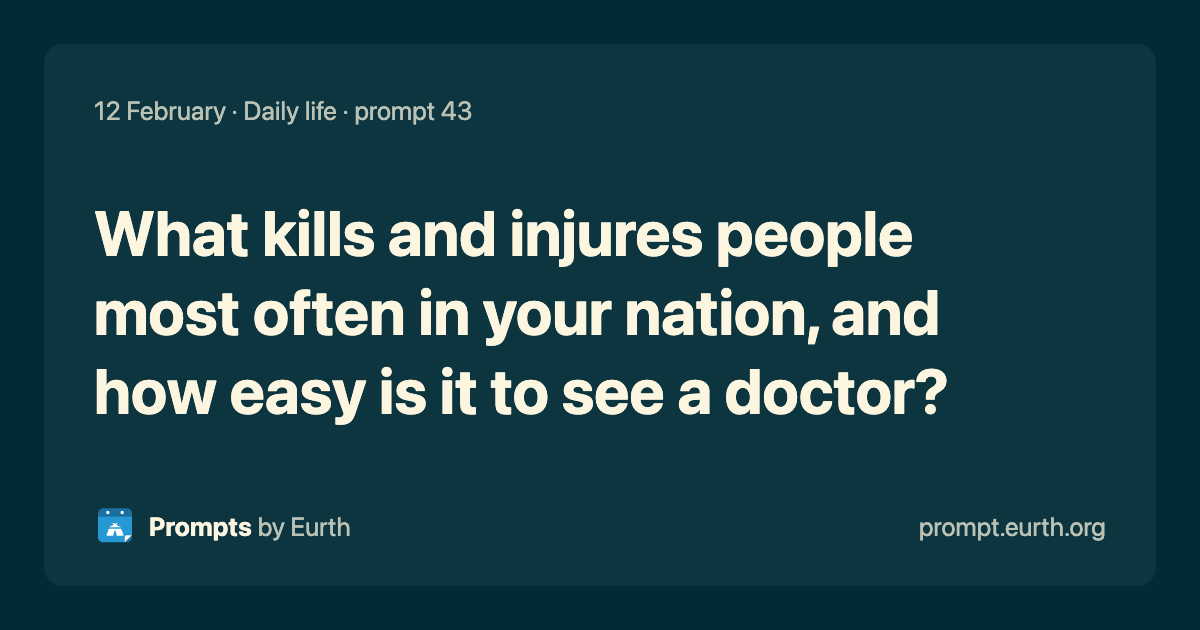 12 February · Daily life · prompt 43
What kills and injures people
most often in your nation, and
how easy is it to see a doctor?
Prompts by Eurth
prompt.eurth.org